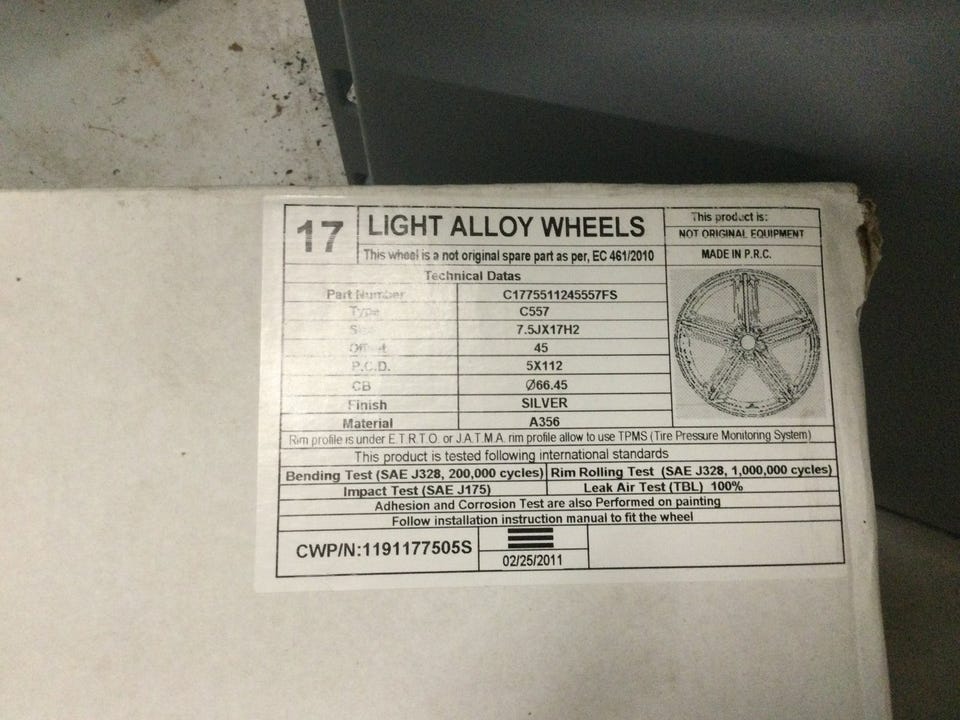 17
LIGHT ALLOY WHEELS
This wheel is a not original spare part as per, EC 461/2010
This product is:
NOT ORIGINAL EQUIPMENT
MADE IN P.R.C.
Technical Datas
Part Number C1775511245557FS
Type C557
7.5JX17H2
Offset 45
P.C.D. 5X112
CB Ø66.45
Finish SILVER
Material A356
Rim profile is under E.T.R.T.O. or J.A.T.M.A. rim profile allow to use TPMS (Tire Pressure Monitoring System)
This product is tested following international standards
Bending Test (SAE J328, 200,000 cycles) Rim Rolling Test (SAE J328, 1,000,000 cycles)
Impact Test (SAE J175) Leak Air Test (TBL) 100%
Adhesion and Corrosion Test are also Performed on painting
Follow installation instruction manual to fit the wheel
CWP/N:1191177505S
02/25/2011